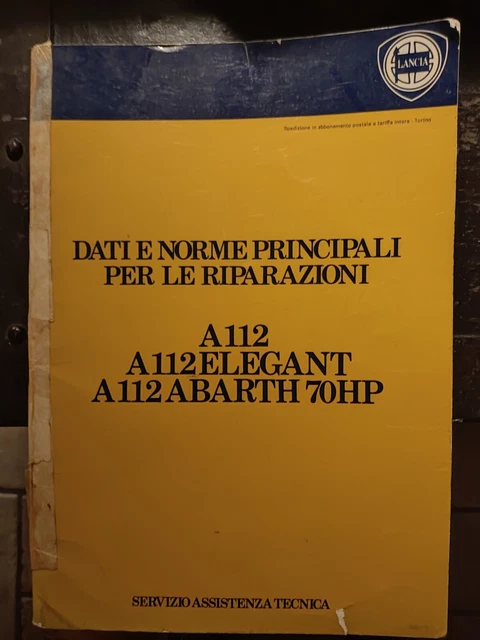 LANCIA
Spedizione in abbonamento postale a tariffa intera - Torino
DATI E NORME PRINCIPALI
PER LE RIPARAZIONI
A112
A112 ELEGANT
A112 ABARTH 70HP
SERVIZIO ASSISTENZA TECNICA